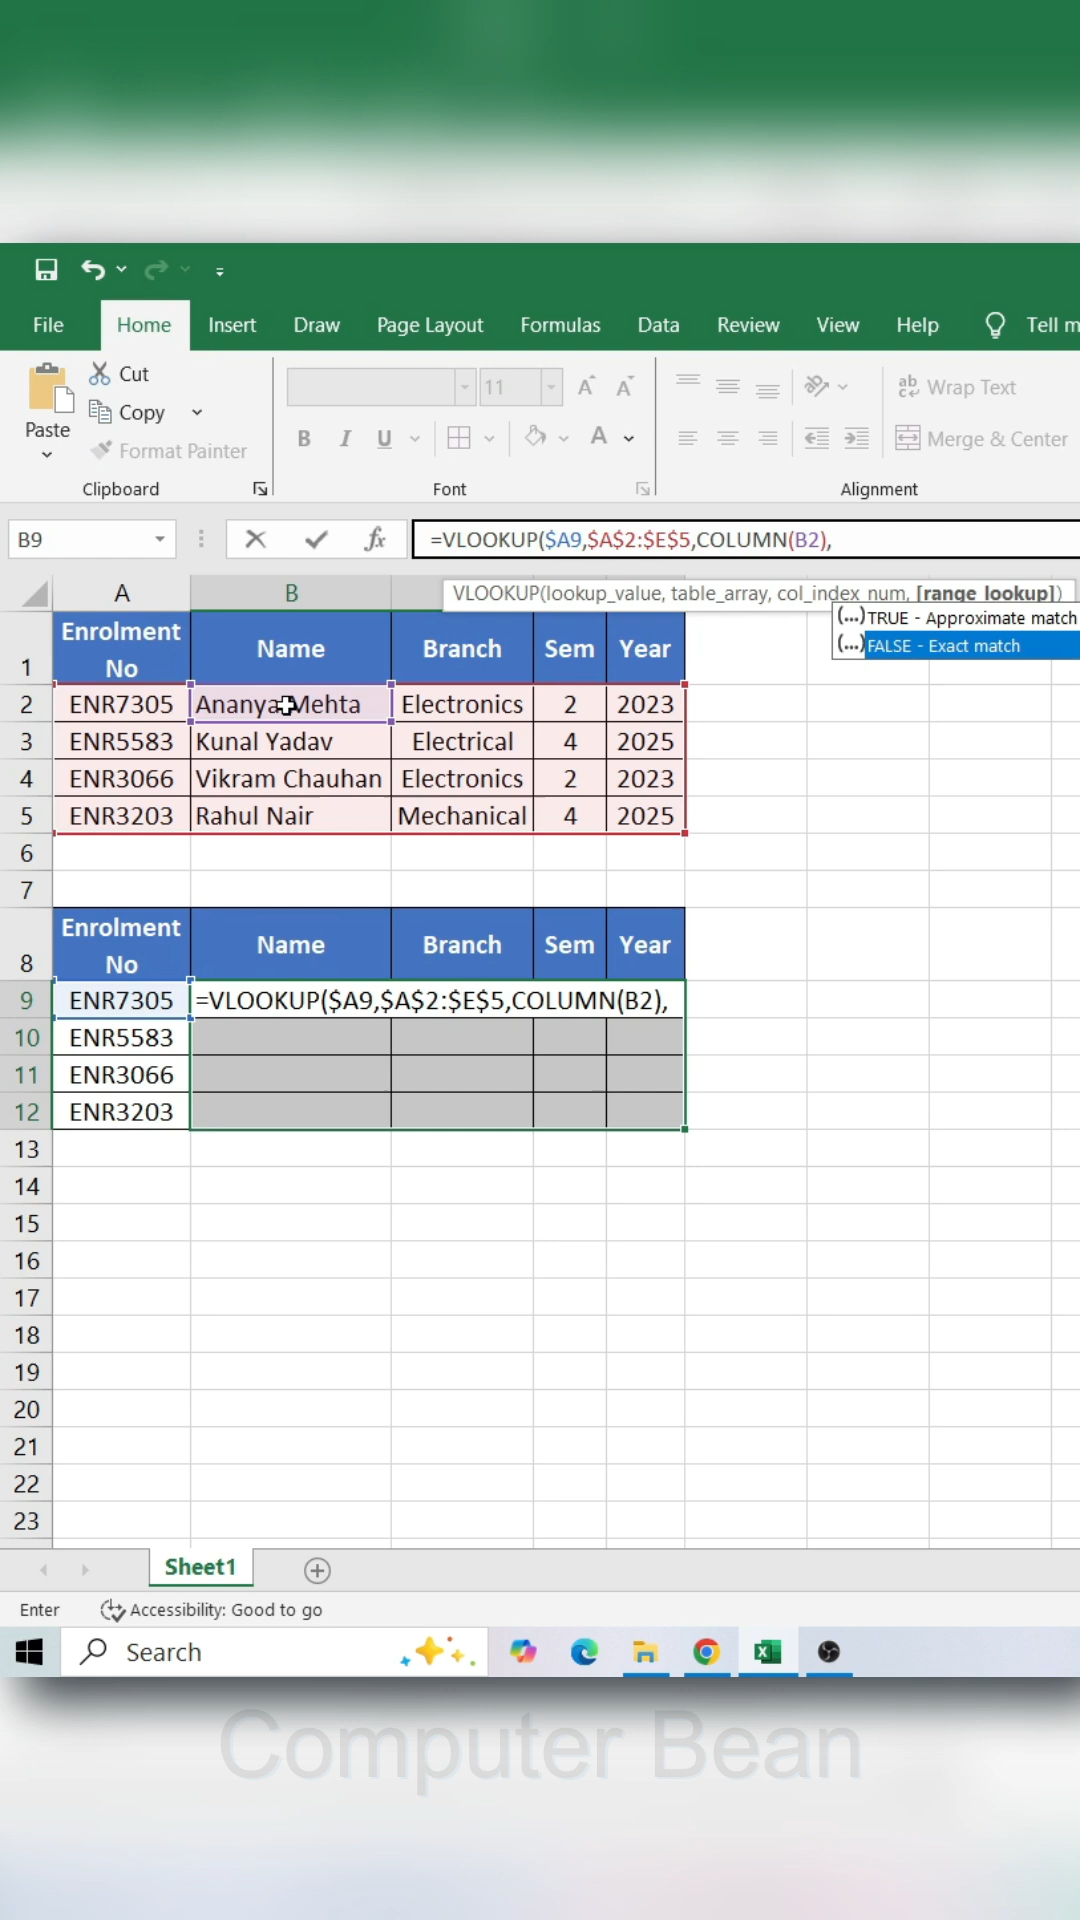 File Home Insert Draw Page Layout Formulas Data Review View Help Tell m
Paste
Cut
Copy
Format Painter
11 A A
B I U A
ab Wrap Text
Merge & Center
Clipboard Font Alignment
B9 fx =VLOOKUP($A9,$A$2:$E$5,COLUMN(B2),
VLOOKUP(lookup_value, table_array, col_index_num, [range_lookup])
(...) TRUE - Approximate match
(...) FALSE - Exact match
A B
1 Enrolment No Name Branch Sem Year
2 ENR7305 Ananya Mehta Electronics 2 2023
3 ENR5583 Kunal Yadav Electrical 4 2025
4 ENR3066 Vikram Chauhan Electronics 2 2023
5 ENR3203 Rahul Nair Mechanical 4 2025
6
7
8 Enrolment No Name Branch Sem Year
9 ENR7305 =VLOOKUP($A9,$A$2:$E$5,COLUMN(B2),
10 ENR5583
11 ENR3066
12 ENR3203
13
14
15
16
17
18
19
20
21
22
23
Sheet1
Enter Accessibility: Good to go
Search
Computer Bean